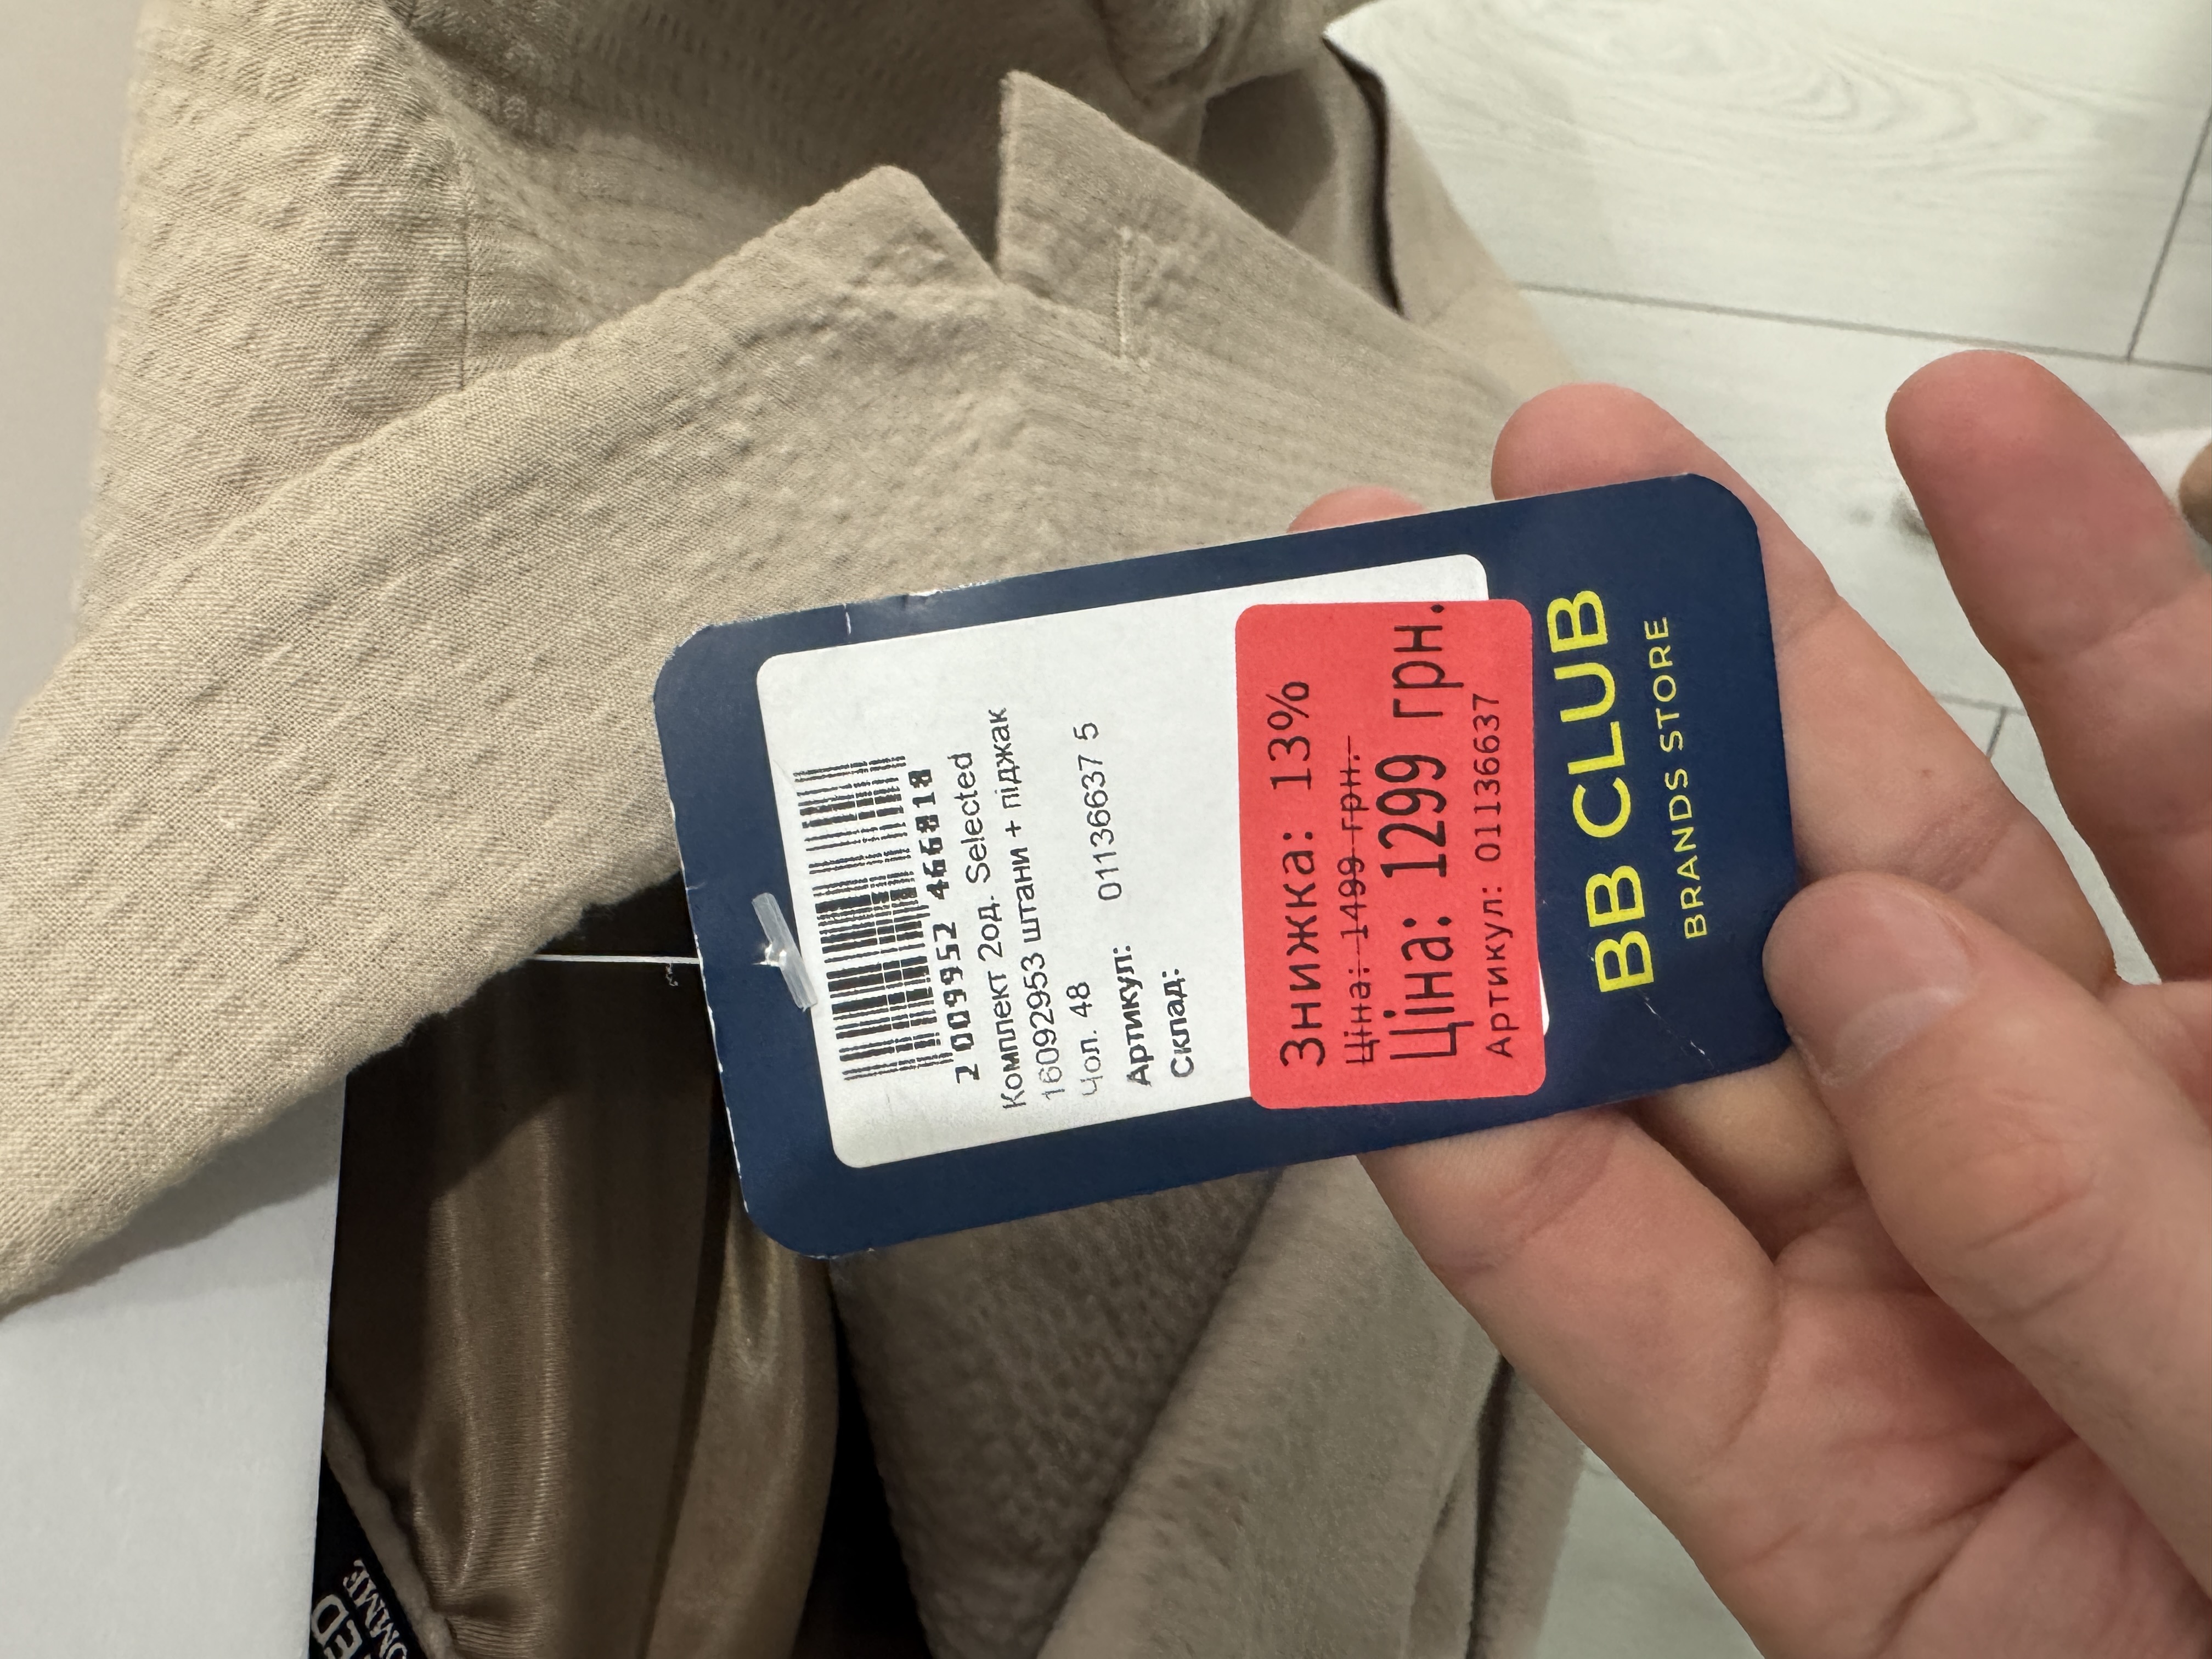 2 009952 466818
Комплект 2од. Selected
16092953 штани + піджак
Чол. 48
Артикул: 01136637 5
Склад:
Знижка: 13%
Ціна: 1499 грн.
Ціна: 1299 грн.
Артикул: 01136637
BB CLUB
BRANDS STORE